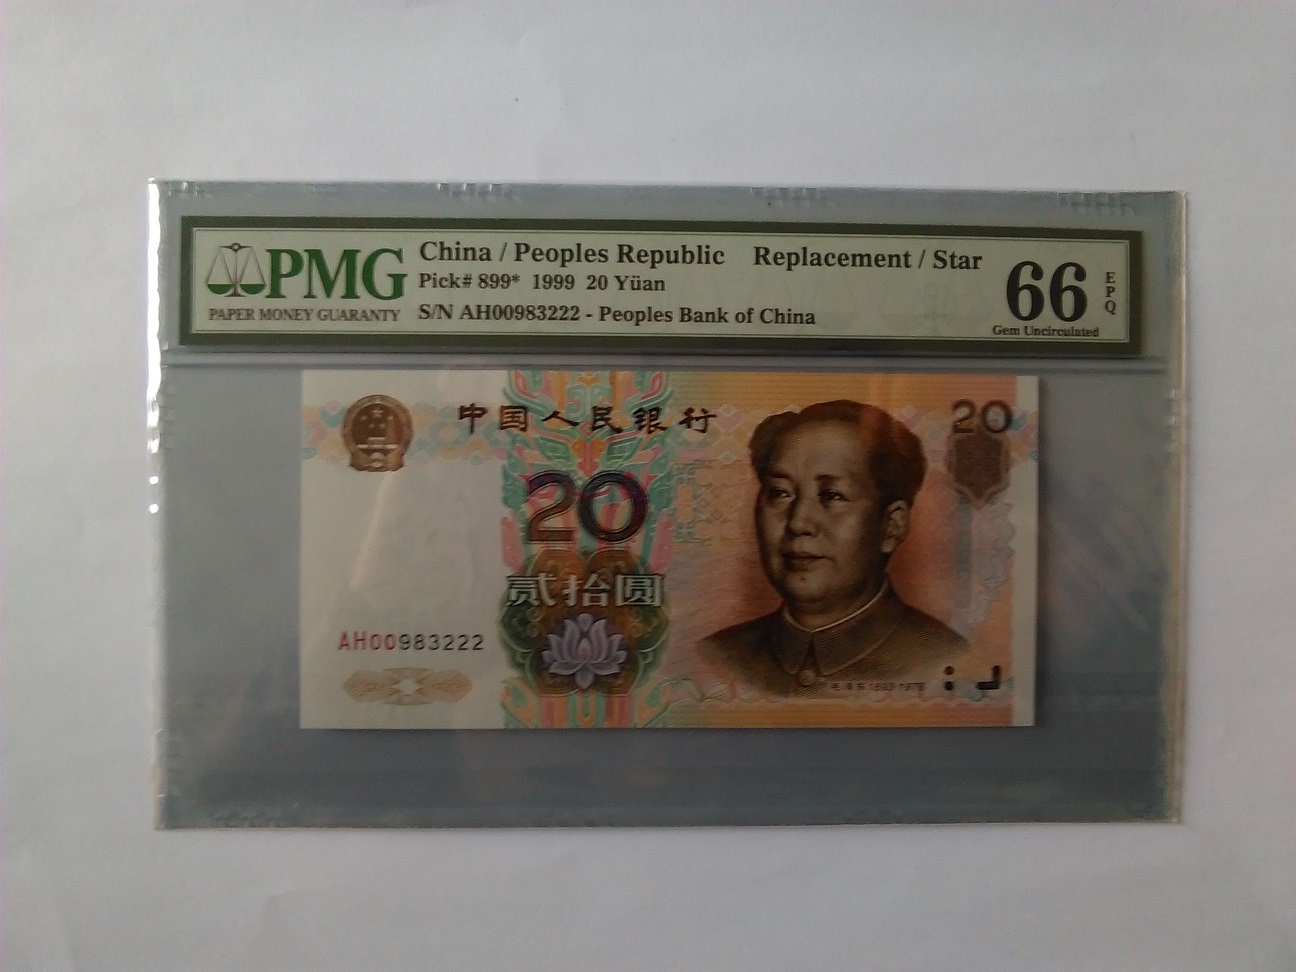 PMG
PAPER MONEY GUARANTY
China / Peoples Republic Replacement / Star
Pick# 899* 1999 20 Yüan
S/N AH00983222 - Peoples Bank of China
66
EPQ
Gem Uncirculated
中国人民银行
20
20
贰拾圆
AH00983222